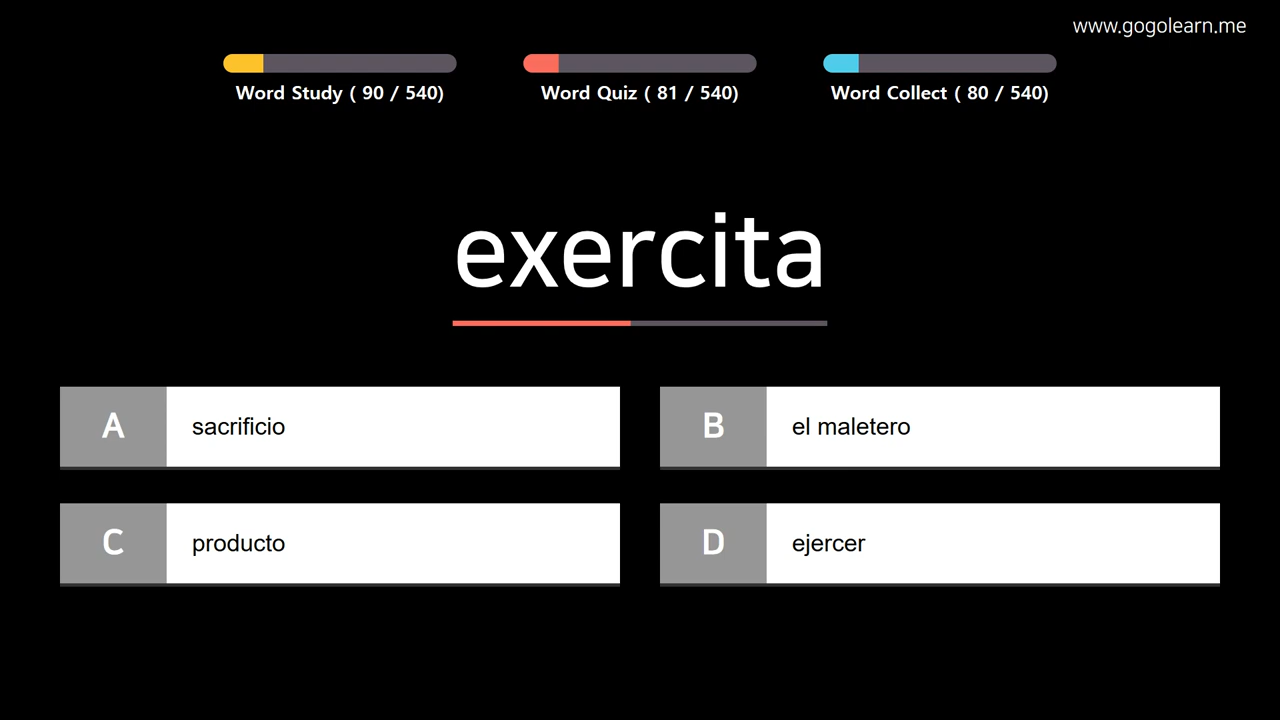 www.gogolearn.me
Word Study ( 90 / 540)
Word Quiz ( 81 / 540)
Word Collect ( 80 / 540)
exercita
A sacrificio
B el maletero
C producto
D ejercer